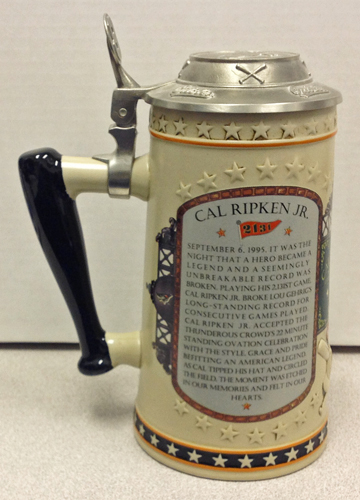 CAL RIPKEN JR.
2131
SEPTEMBER 6, 1995. IT WAS THE
NIGHT THAT A HERO BECAME A
LEGEND AND A SEEMINGLY
UNBREAKABLE RECORD WAS
BROKEN. PLAYING HIS 2,131ST GAME,
CAL RIPKEN JR. BROKE LOU GEHRIG'S
LONG-STANDING RECORD FOR
CONSECUTIVE GAMES PLAYED.
CAL RIPKEN JR. ACCEPTED THE
THUNDEROUS CROWD'S 22 MINUTE
STANDING OVATION CELEBRATION
WITH THE STYLE, GRACE AND PRIDE
BEFITTING AN AMERICAN LEGEND.
AS CAL TIPPED HIS HAT AND CIRCLED
THE FIELD, THE MOMENT WAS ETCHED
IN OUR MEMORIES AND FELT IN OUR
HEARTS.